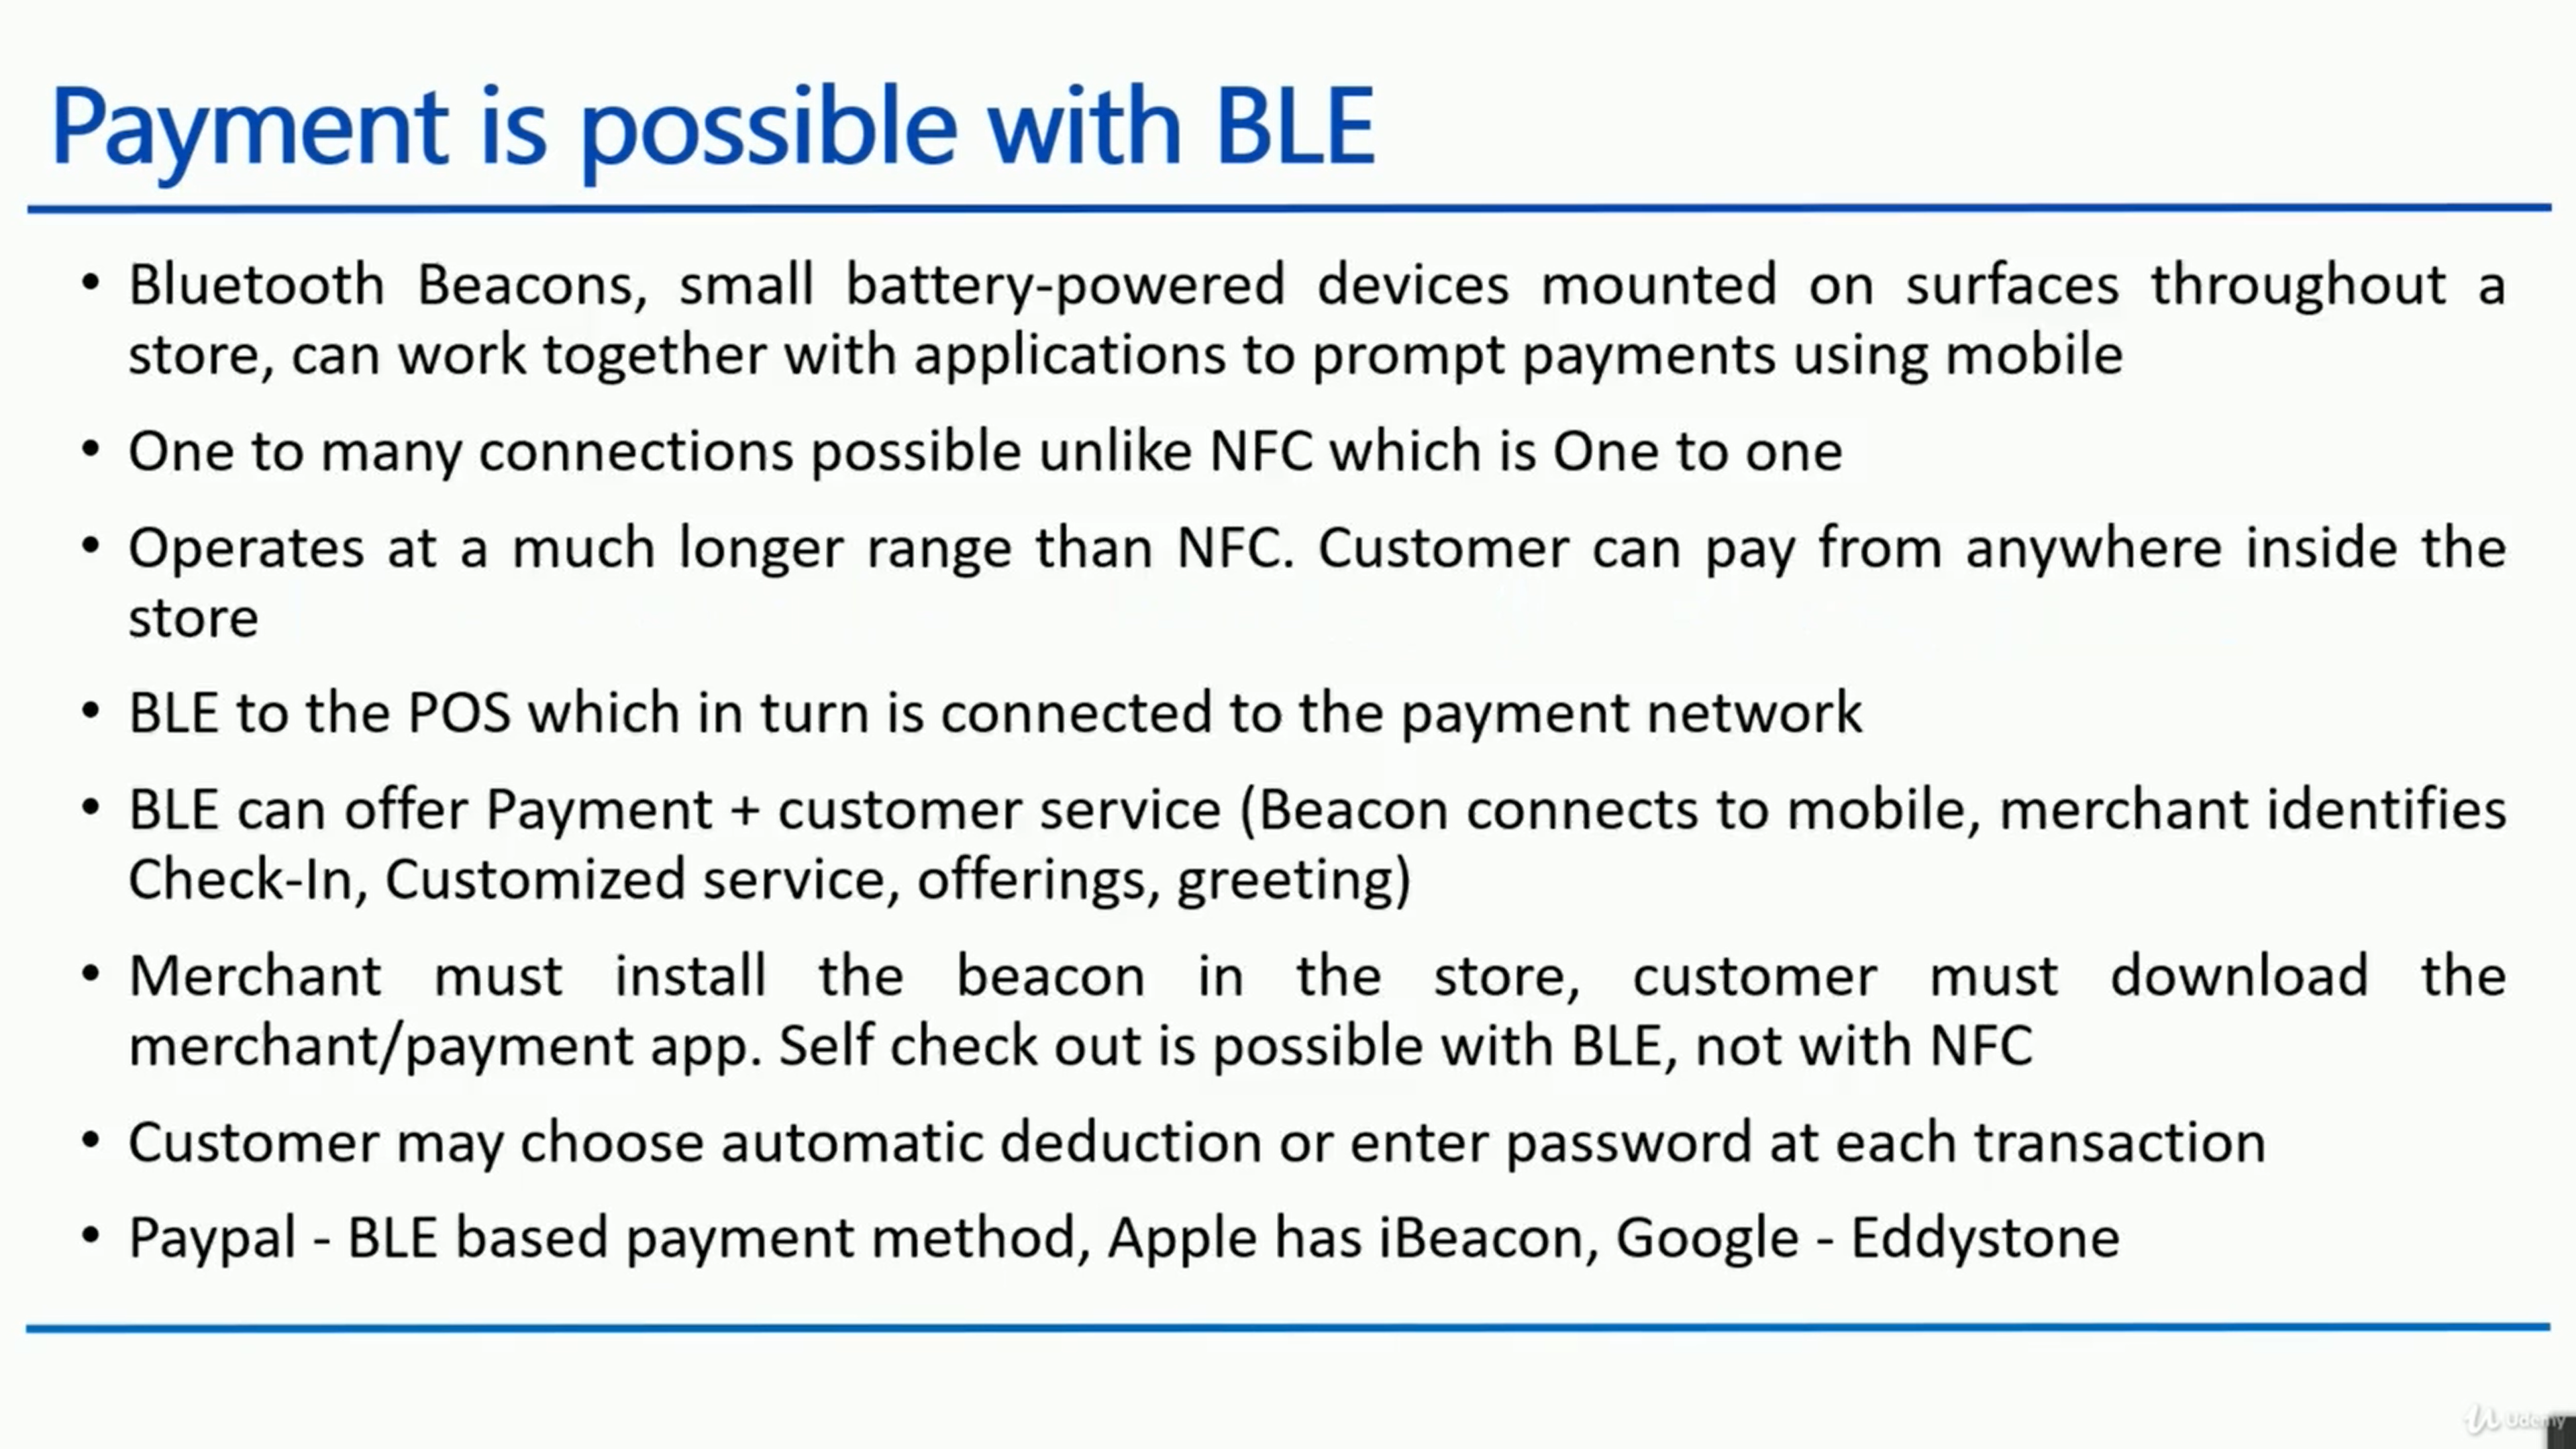 Payment is possible with BLE
• Bluetooth Beacons, small battery-powered devices mounted on surfaces throughout a
store, can work together with applications to prompt payments using mobile
• One to many connections possible unlike NFC which is One to one
• Operates at a much longer range than NFC. Customer can pay from anywhere inside the
store
• BLE to the POS which in turn is connected to the payment network
• BLE can offer Payment + customer service (Beacon connects to mobile, merchant identifies
Check-In, Customized service, offerings, greeting)
• Merchant must install the beacon in the store, customer must download the
merchant/payment app. Self check out is possible with BLE, not with NFC
• Customer may choose automatic deduction or enter password at each transaction
• Paypal - BLE based payment method, Apple has iBeacon, Google - Eddystone
Udemy